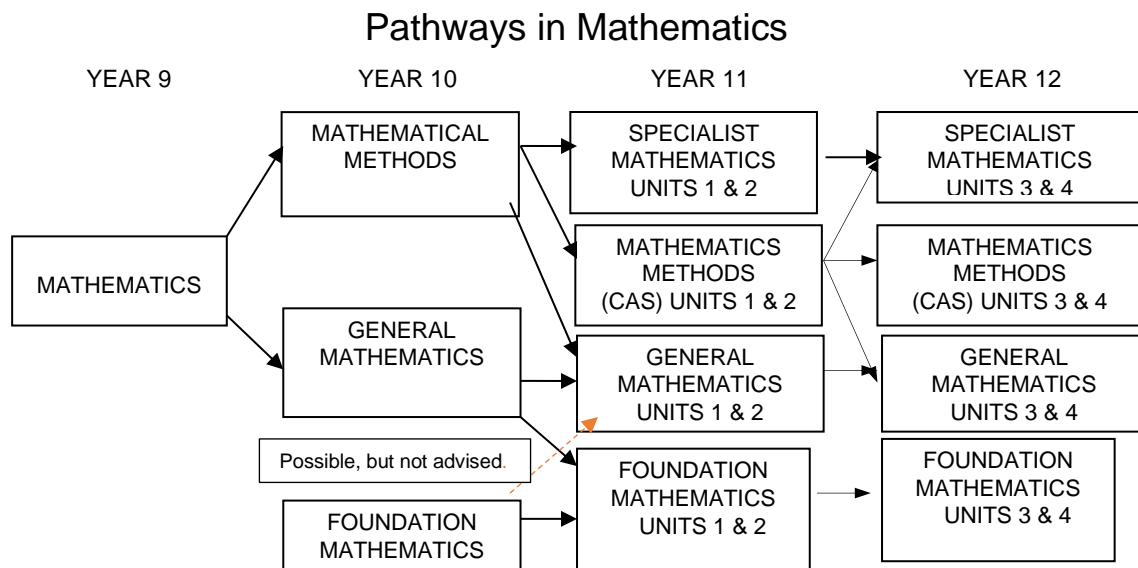 Pathways in Mathematics
YEAR 9
YEAR 10
YEAR 11
YEAR 12
MATHEMATICS
MATHEMATICAL
METHODS
GENERAL
MATHEMATICS
Possible, but not advised.
FOUNDATION
MATHEMATICS
SPECIALIST
MATHEMATICS
UNITS 1 & 2
MATHEMATICS
METHODS
(CAS) UNITS 1 & 2
GENERAL
MATHEMATICS
UNITS 1 & 2
FOUNDATION
MATHEMATICS
UNITS 1 & 2
SPECIALIST
MATHEMATICS
UNITS 3 & 4
MATHEMATICS
METHODS
(CAS) UNITS 3 & 4
GENERAL
MATHEMATICS
UNITS 3 & 4
FOUNDATION
MATHEMATICS
UNITS 3 & 4